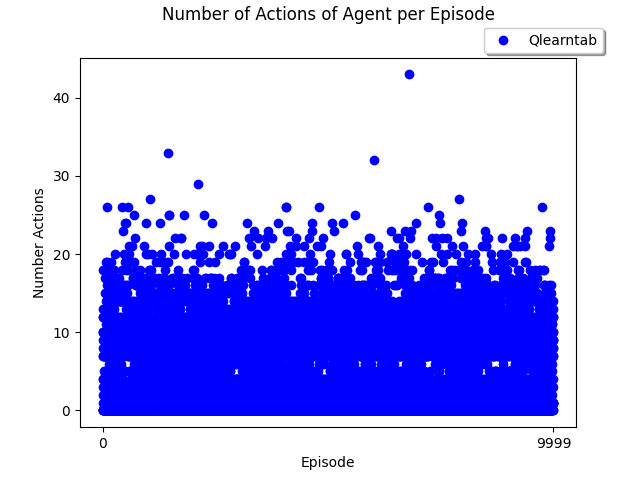 Number of Actions of Agent per Episode
Qlearntab
40
30
20
10
0
Number Actions
0 9999
Episode